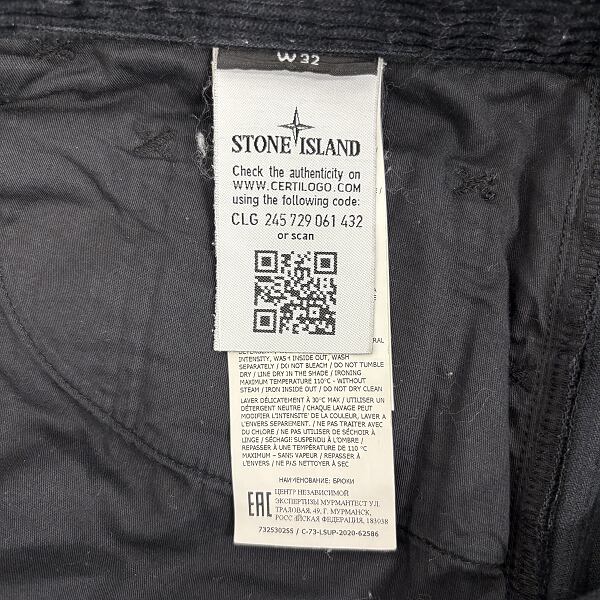 W 32
STONE ISLAND
Check the authenticity on
WWW.CERTILOGO.COM
using the following code:
CLG 245 729 061 432
or scan
INTENSITY, WASH INSIDE OUT, WASH
SEPARATELY / DO NOT BLEACH / DO NOT TUMBLE
DRY / LINE DRY IN THE SHADE / IRONING
MAXIMUM TEMPERATURE 110°C - WITHOUT
STEAM / IRON INSIDE OUT / DO NOT DRY CLEAN
LAVER DÉLICATEMENT À 30°C MAX / UTILISER UN
DÉTERGENT NEUTRE / CHAQUE LAVAGE PEUT
MODIFIER L'INTENSITE' DE LA COULEUR, LAVER A
L'ENVERS SEPAREMENT. / NE PAS TRAITER AVEC
DU CHLORE / NE PAS UTILISER DE SÉCHOIR À
LINGE / SÉCHAGE SUSPENDU À L'OMBRE /
REPASSER À UNE TEMPÉRATURE DE 110 °C
MAXIMUM – SANS VAPEUR / REPASSER À
L'ENVERS / NE PAS NETTOYER À SEC
НАИМЕНОВАНИЕ: БРЮКИ
EAC ЦЕНТР НЕЗАВИСИМОЙ
ЭКСПЕРТИЗЫ МУРМАНТЕСТ УЛ.
ТРАЛОВАЯ, 49, Г. МУРМАНСК,
РОССИЙСКАЯ ФЕДЕРАЦИЯ, 183038
732530255 / C-73-LSUP-2020-62586